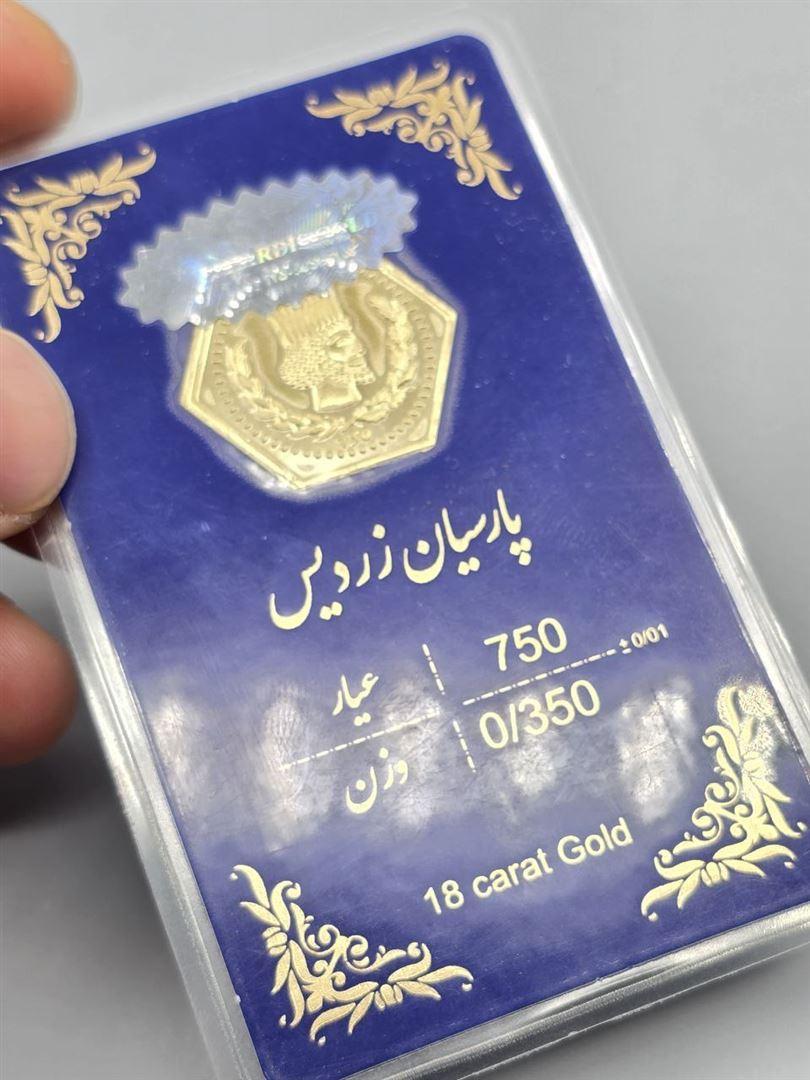 پارسیان زردیس
عیار 750
± 0/01
وزن 0/350
18 carat Gold